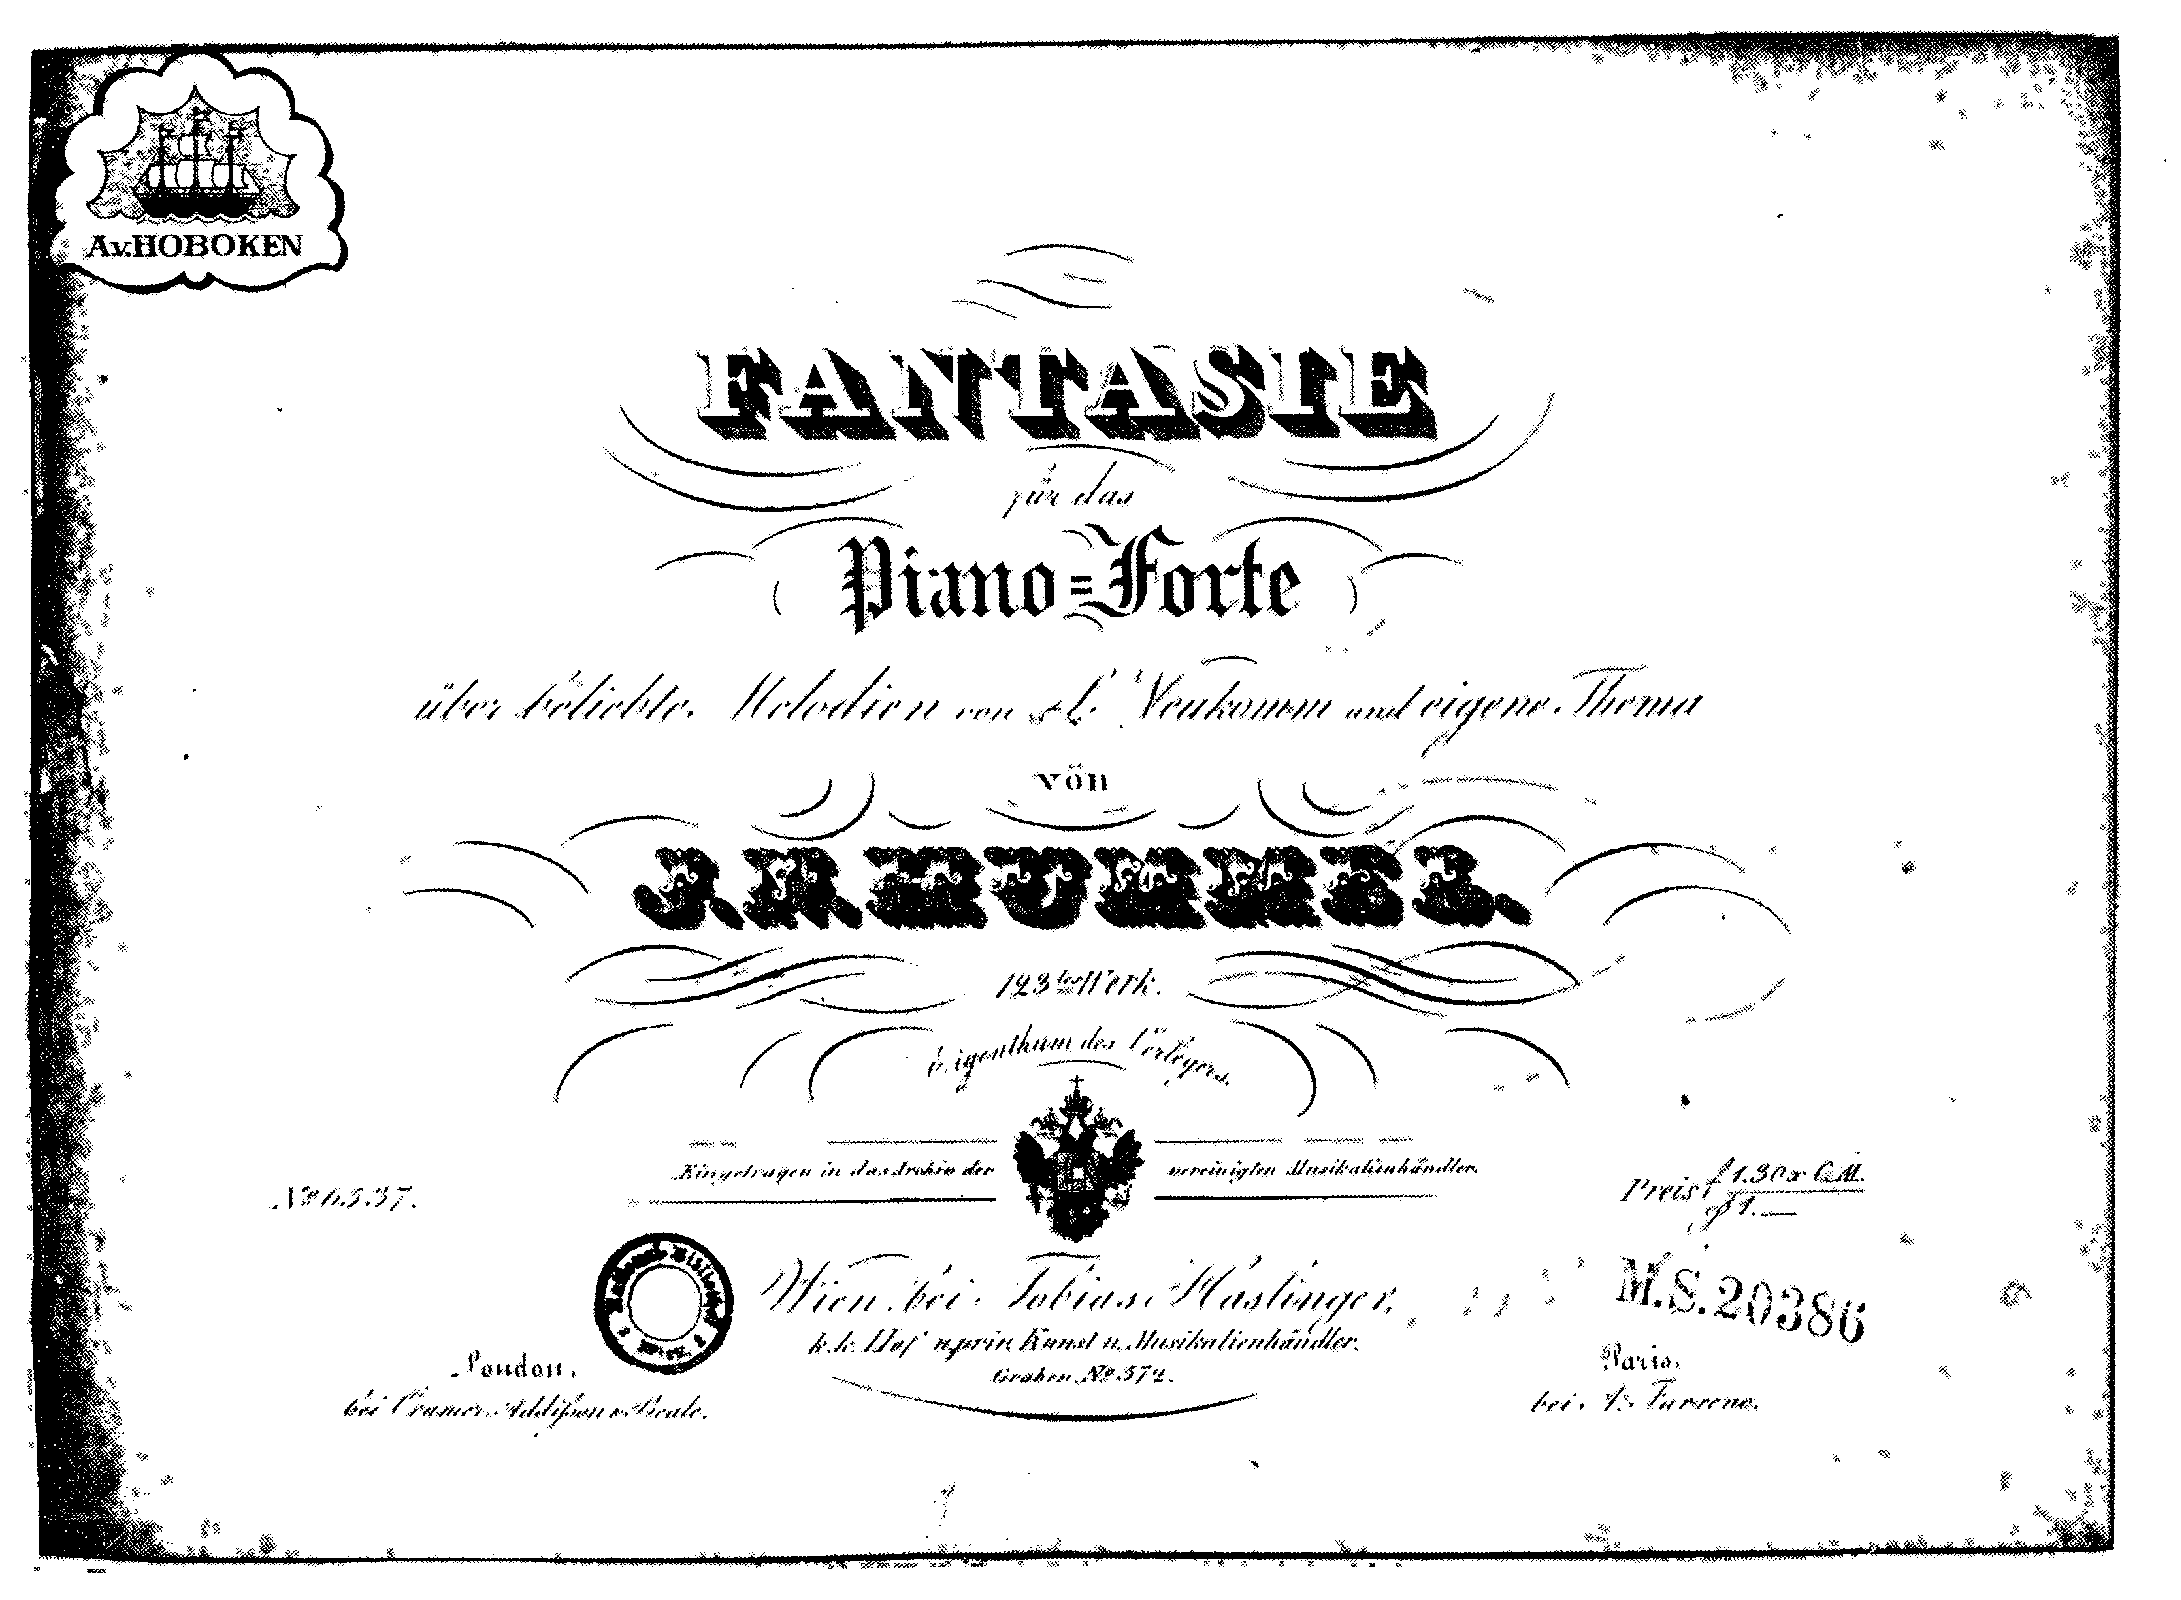 A.v.HOBOKEN
FANTASIE
für das
Piano=Forte
über beliebte Melodien von Neukomm und eigene Thema
von
J. N. HUMMEL.
123tes Werk.
Eigenthum des Verlegers.
Eingetragen in das Archiv der vereinigten Musikalienhändler.
No 6537.
Preis f 1.30x C.M.
1.—
Wien, bei Tobias Haslinger,
M.S.20386
k.k. Hof u. priv. Kunst u. Musikalienhändler.
Graben No 572.
London,
bei Cramer Addison & Beale.
Paris,
bei A. Farrenc.